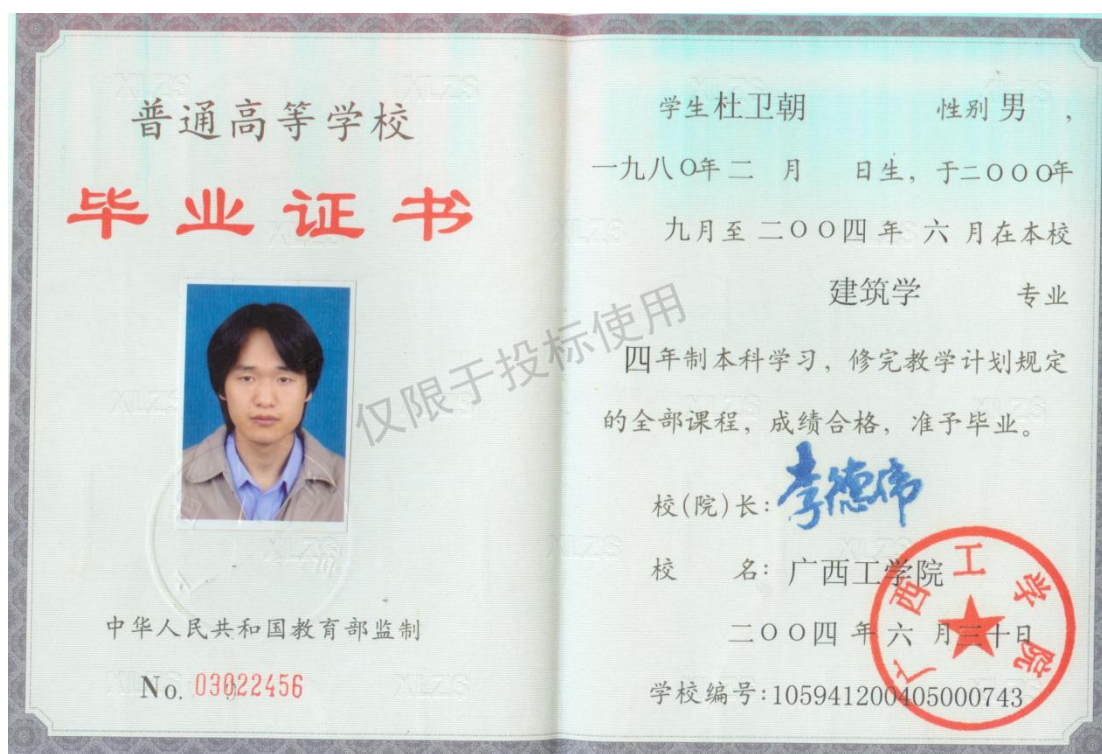 普通高等学校
毕业证书
中华人民共和国教育部监制
No. 03022456
学生杜卫朝 性别 男 ,
一九八〇年 二 月 日生, 于二〇〇〇年
九月至 二〇〇四 年 六 月在本校
建筑学 专业
四年制本科学习, 修完教学计划规定
的全部课程, 成绩合格, 准予毕业。
校(院)长: 李德伟
校 名: 广西工学院
二〇〇四 年 六 月三十日
学校编号:105941200405000743
广西工学院
仅限于投标使用
XLZS